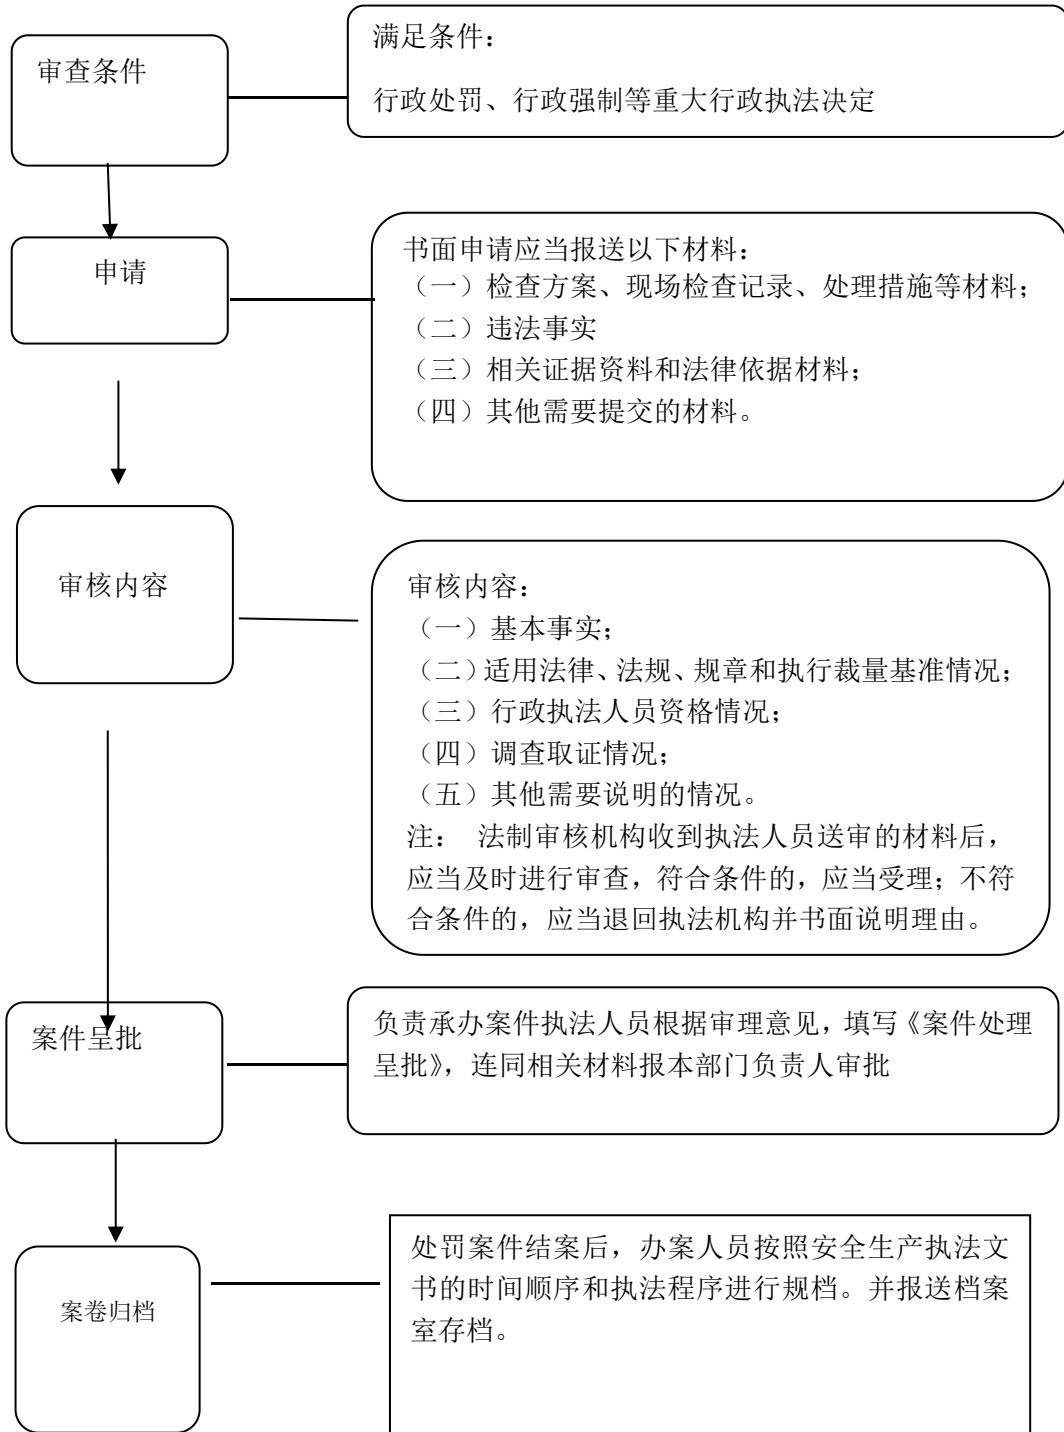 审查条件
满足条件：
行政处罚、行政强制等重大行政执法决定
申请
书面申请应当报送以下材料：
（一）检查方案、现场检查记录、处理措施等材料；
（二）违法事实
（三）相关证据资料和法律依据材料；
（四）其他需要提交的材料。
审核内容
审核内容：
（一）基本事实；
（二）适用法律、法规、规章和执行裁量基准情况；
（三）行政执法人员资格情况；
（四）调查取证情况；
（五）其他需要说明的情况。
注： 法制审核机构收到执法人员送审的材料后，
应当及时进行审查，符合条件的，应当受理；不符
合条件的，应当退回执法机构并书面说明理由。
案件呈批
负责承办案件执法人员根据审理意见，填写《案件处理
呈批》，连同相关材料报本部门负责人审批
案卷归档
处罚案件结案后，办案人员按照安全生产执法文
书的时间顺序和执法程序进行规档。并报送档案
室存档。